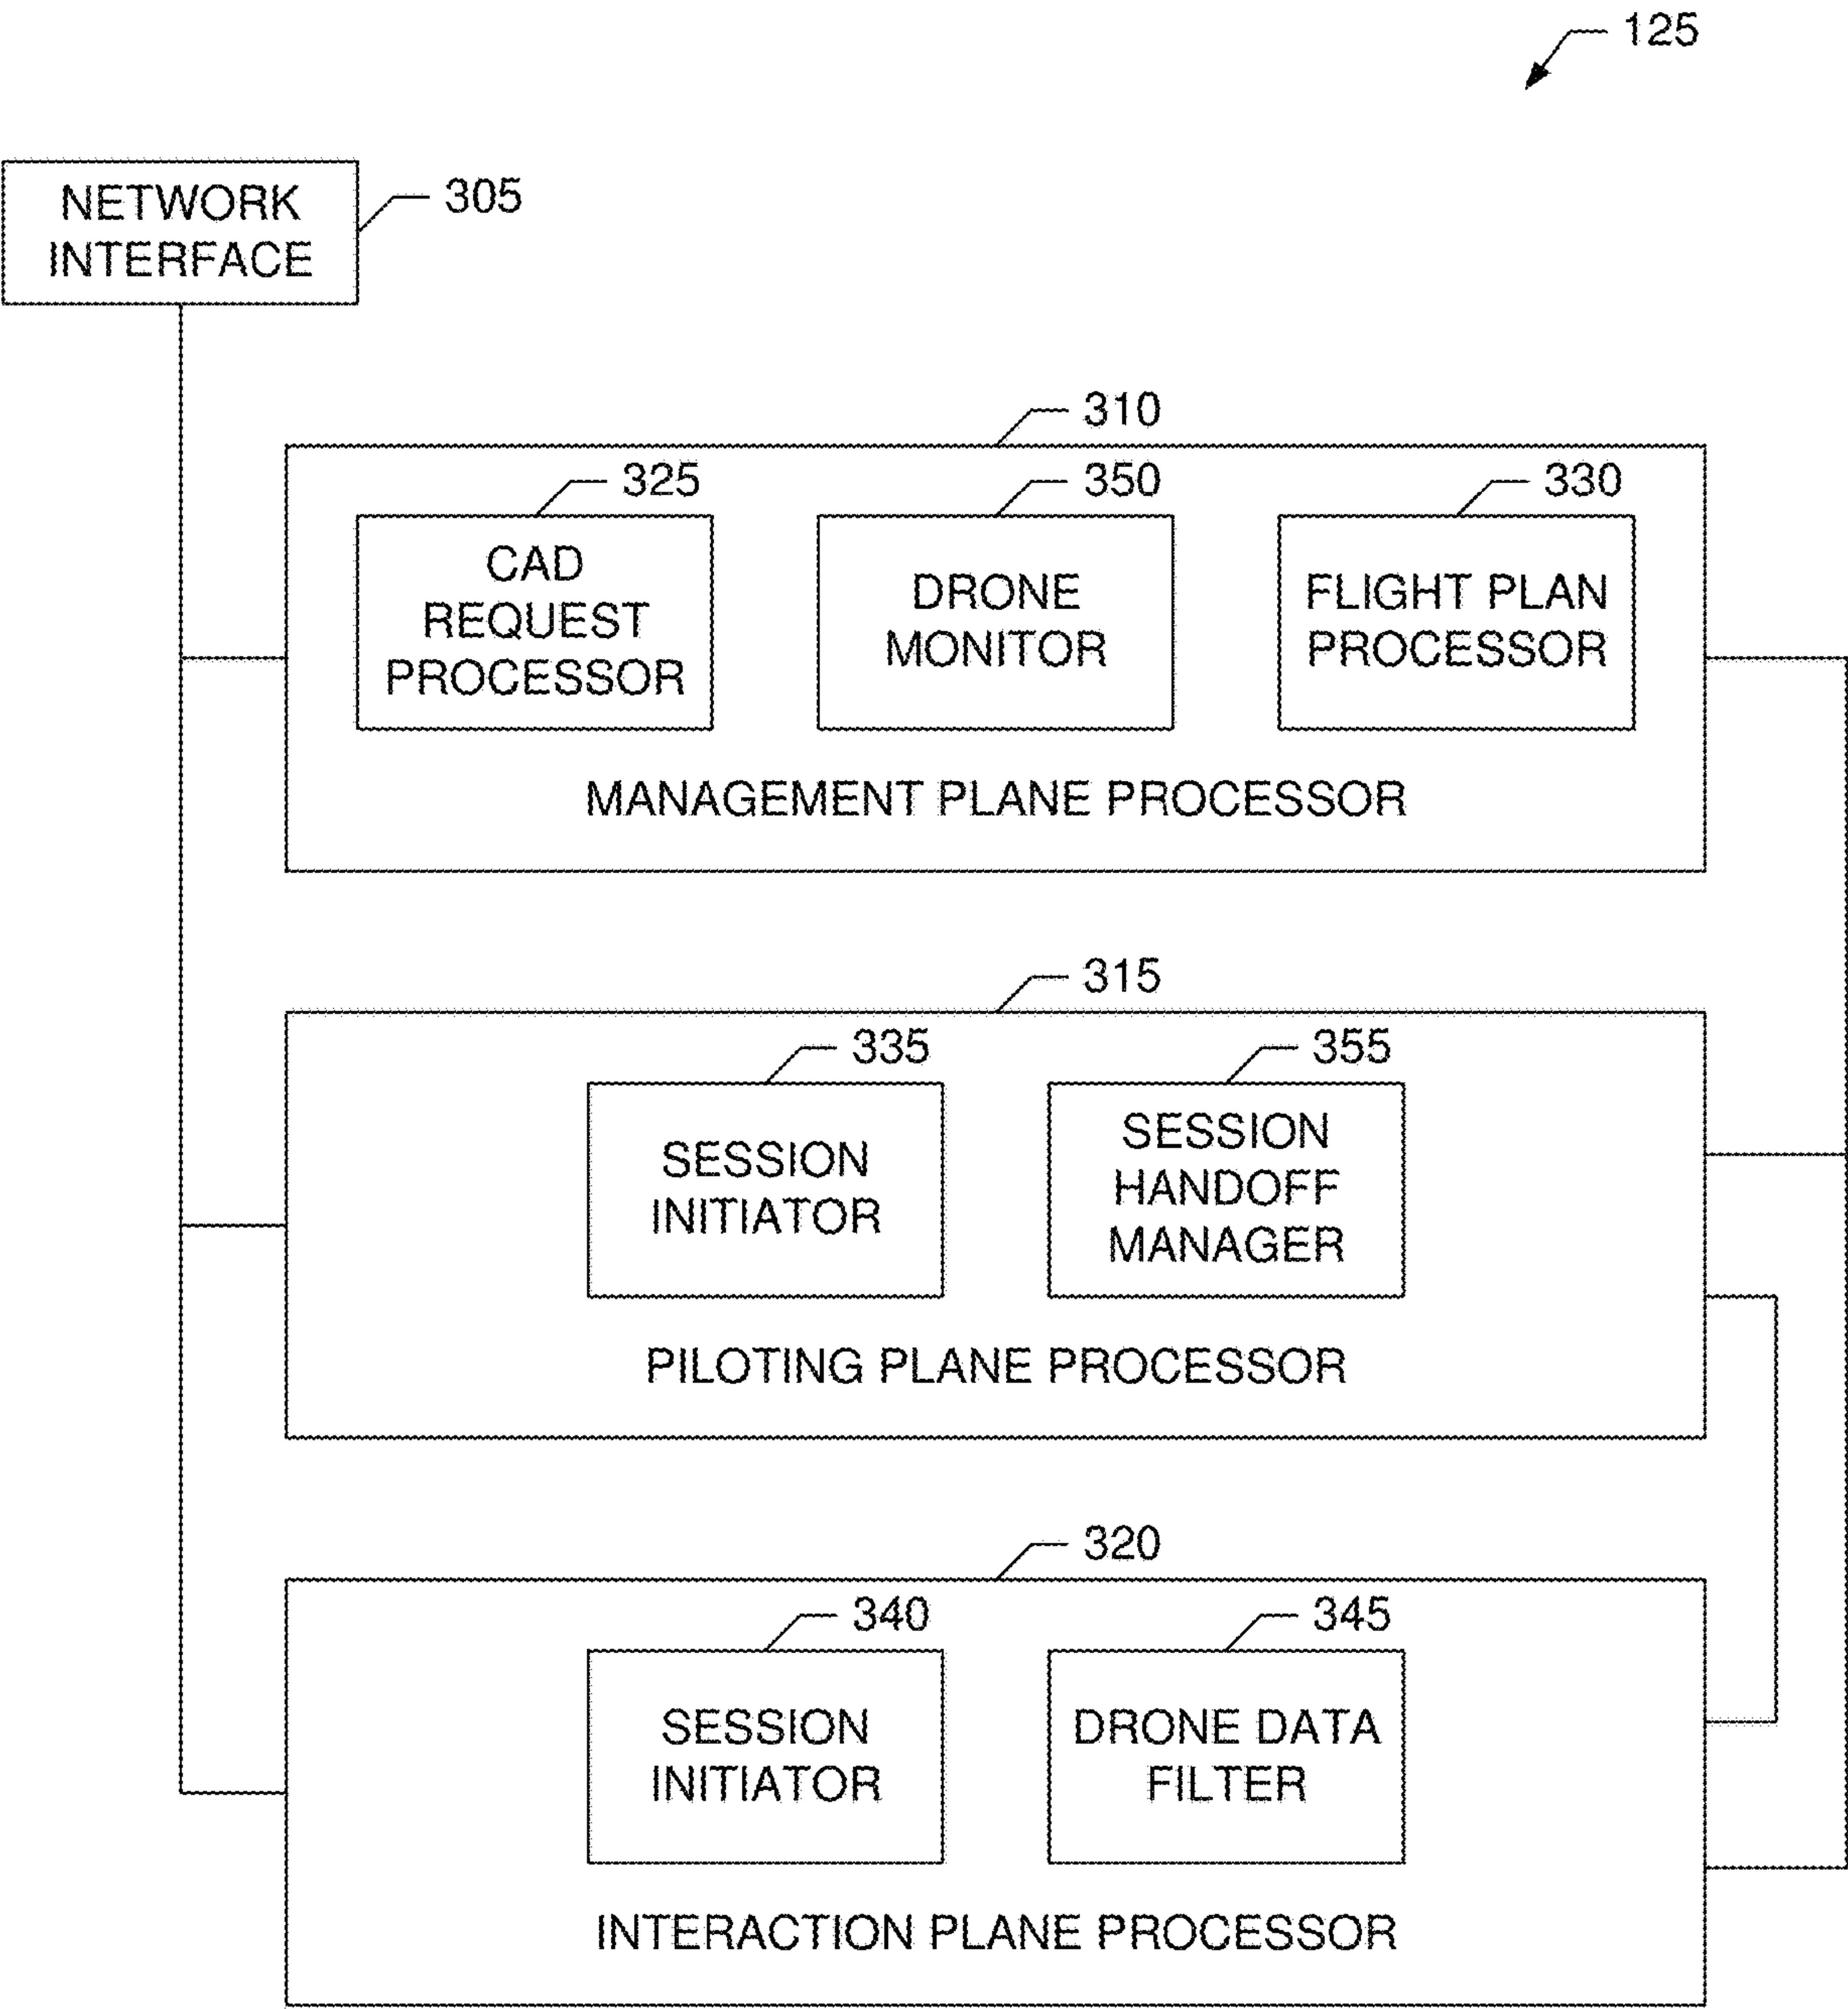 125
NETWORK
INTERFACE
305
310
325
350
330
CAD
REQUEST
PROCESSOR
DRONE
MONITOR
FLIGHT PLAN
PROCESSOR
MANAGEMENT PLANE PROCESSOR
315
335
355
SESSION
INITIATOR
SESSION
HANDOFF
MANAGER
PILOTING PLANE PROCESSOR
320
340
345
SESSION
INITIATOR
DRONE DATA
FILTER
INTERACTION PLANE PROCESSOR